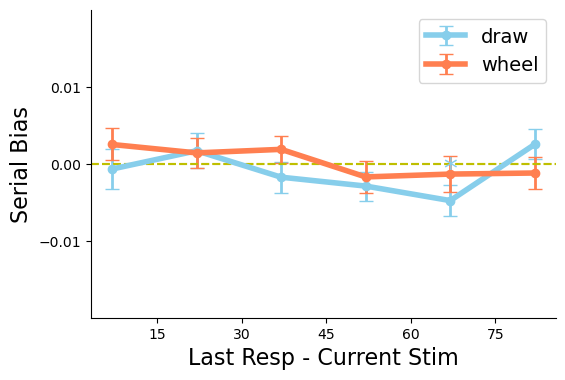 draw
wheel
Serial Bias
0.01
0.00
−0.01
15 30 45 60 75
Last Resp - Current Stim